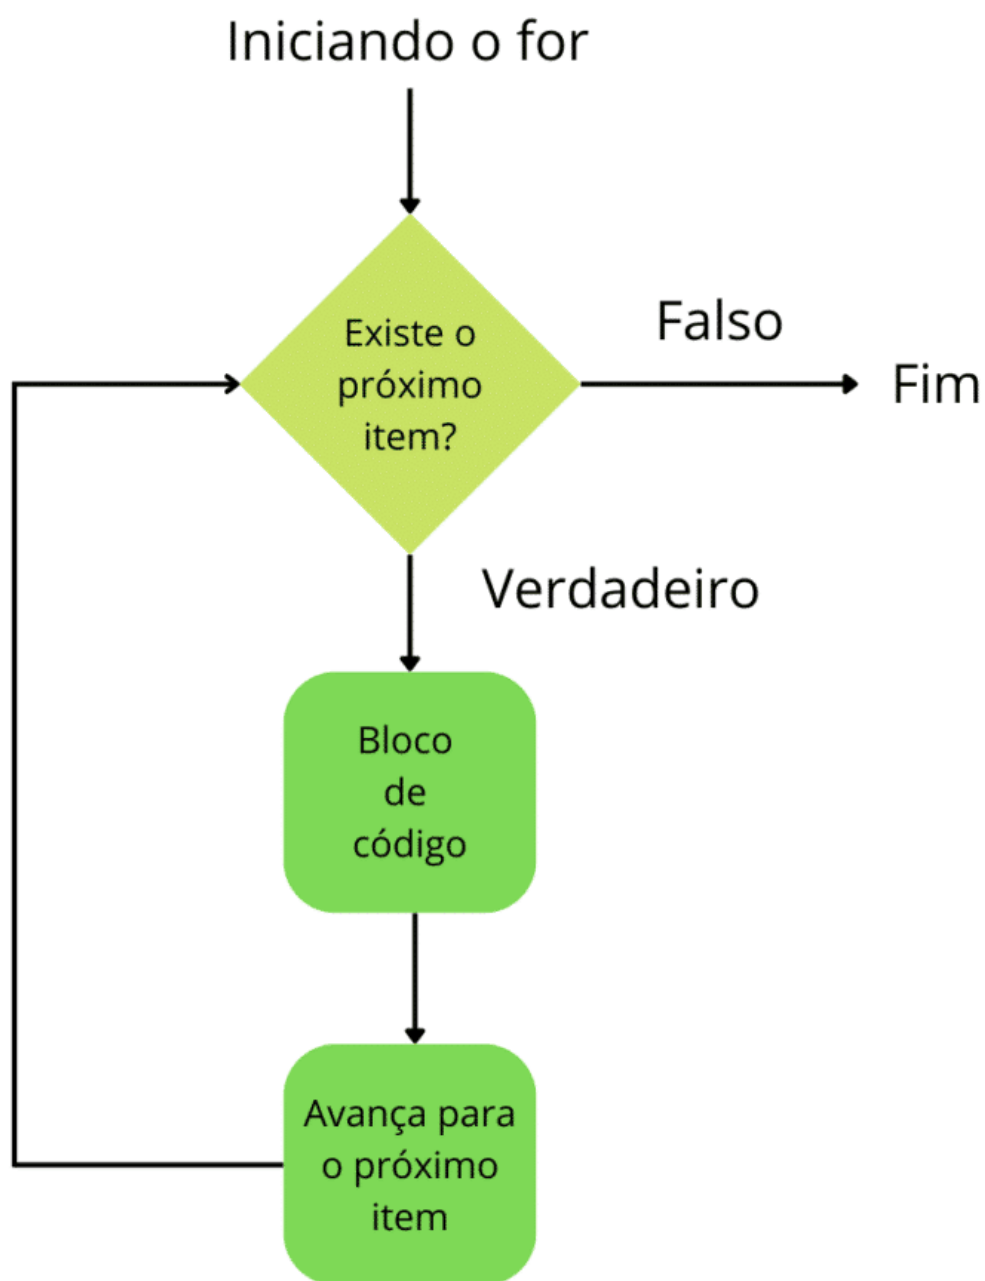 Iniciando o for
Existe o
próximo
item?
Falso
Fim
Verdadeiro
Bloco
de
código
Avança para
o próximo
item